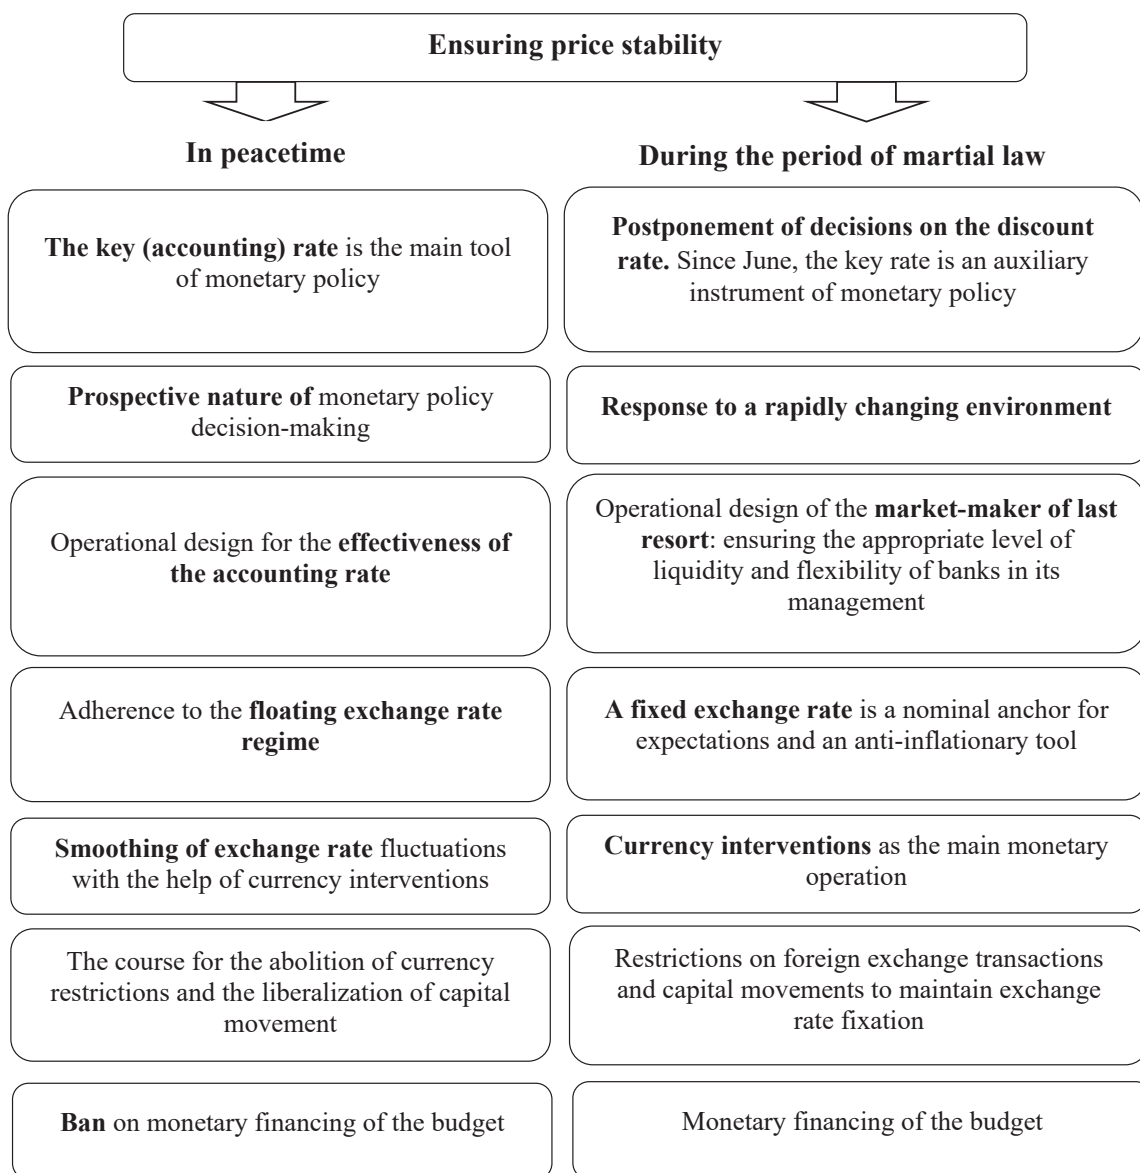 Ensuring price stability
In peacetime
During the period of martial law
The key (accounting) rate is the main tool
of monetary policy
Postponement of decisions on the discount
rate. Since June, the key rate is an auxiliary
instrument of monetary policy
Prospective nature of monetary policy
decision-making
Response to a rapidly changing environment
Operational design for the effectiveness of
the accounting rate
Operational design of the market-maker of last
resort: ensuring the appropriate level of
liquidity and flexibility of banks in its
management
Adherence to the floating exchange rate
regime
A fixed exchange rate is a nominal anchor for
expectations and an anti-inflationary tool
Smoothing of exchange rate fluctuations
with the help of currency interventions
Currency interventions as the main monetary
operation
The course for the abolition of currency
restrictions and the liberalization of capital
movement
Restrictions on foreign exchange transactions
and capital movements to maintain exchange
rate fixation
Ban on monetary financing of the budget
Monetary financing of the budget